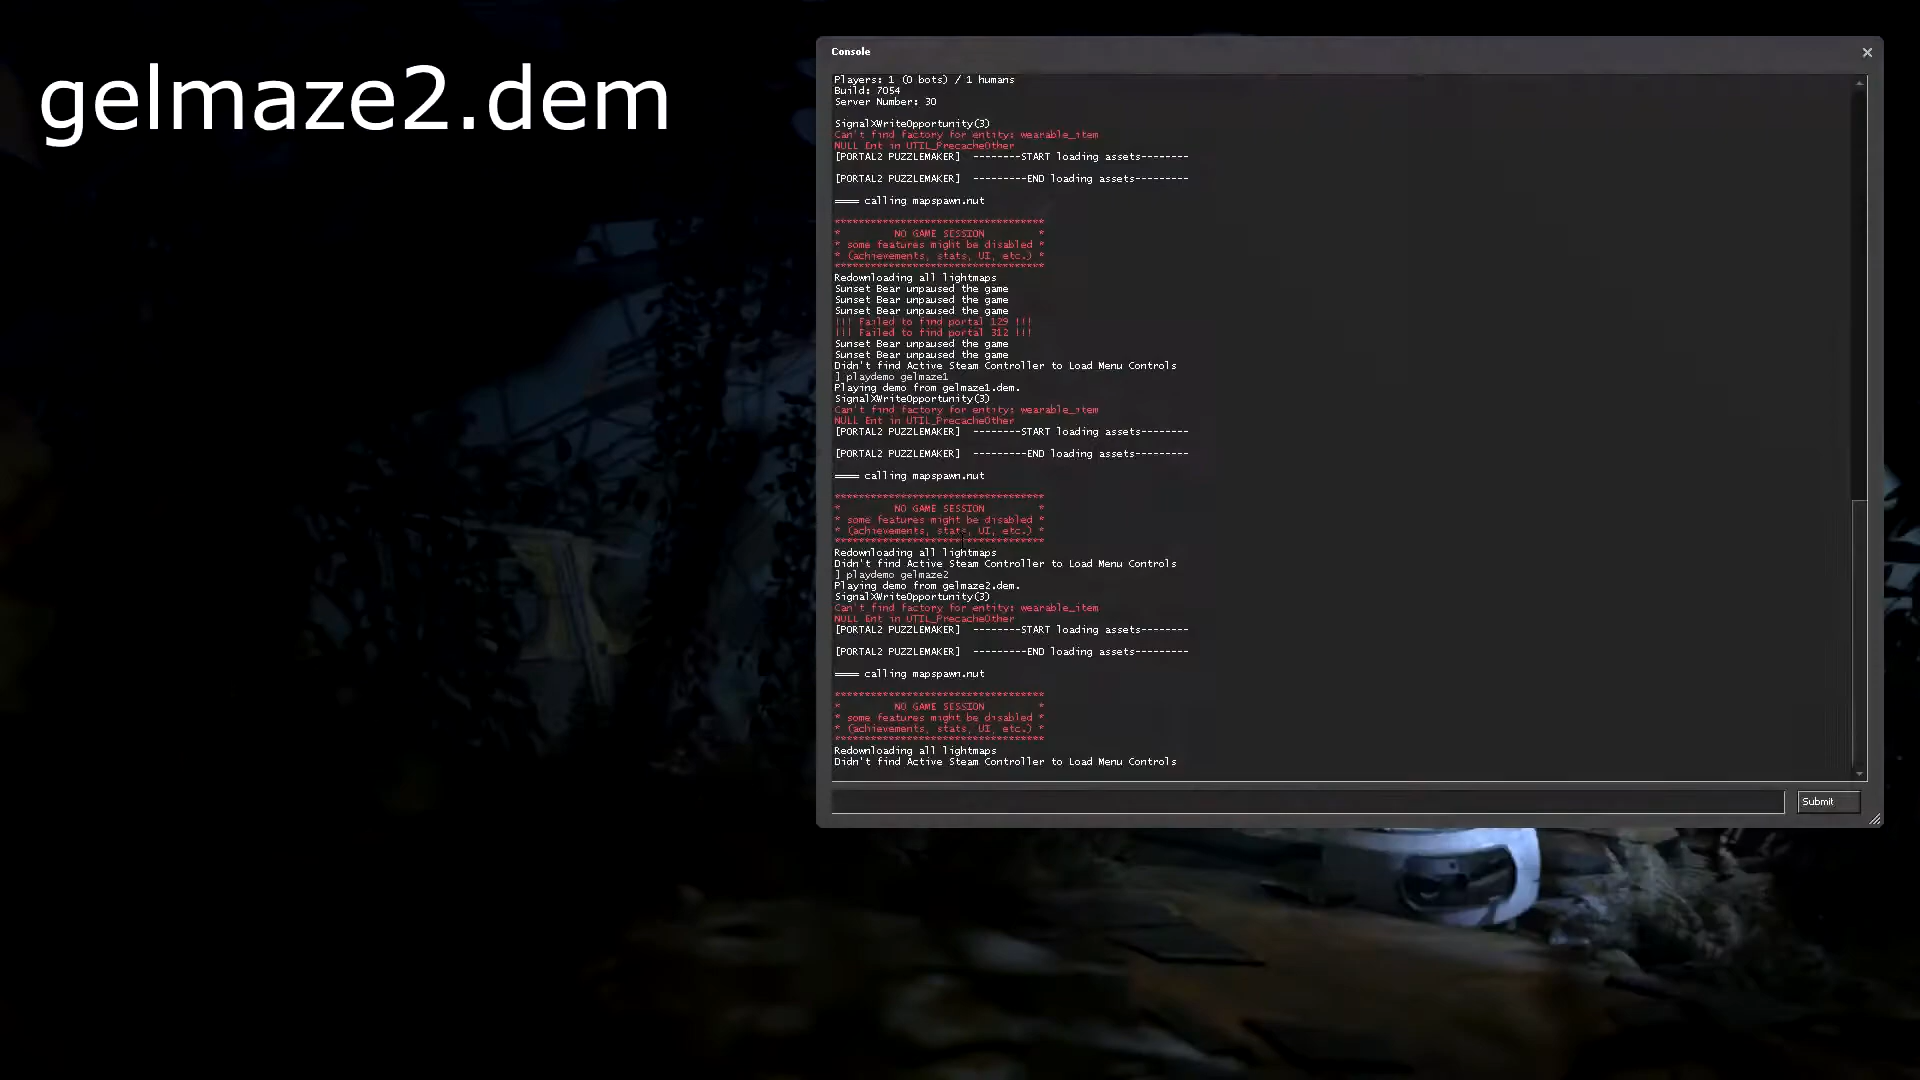 gelmaze2.dem
Console
Players: 1 (0 bots) / 1 humans
Build: 7054
Server Number: 30
SignalXWriteOpportunity(3)
Can't find factory for entity: wearable_item
NULL Ent in UTIL_PrecacheOther
[PORTAL2 PUZZLEMAKER]  --------START loading assets--------
[PORTAL2 PUZZLEMAKER]  ---------END loading assets---------
==== calling mapspawn.nut
***********************************
*         NO GAME SESSION         *
* some features might be disabled *
* (achievements, stats, UI, etc.) *
***********************************
Redownloading all lightmaps
Sunset Bear unpaused the game
Sunset Bear unpaused the game
Sunset Bear unpaused the game
!!! Failed to find portal 129 !!!
!!! Failed to find portal 312 !!!
Sunset Bear unpaused the game
Sunset Bear unpaused the game
Didn't find Active Steam Controller to Load Menu Controls
] playdemo gelmaze1
Playing demo from gelmaze1.dem.
SignalXWriteOpportunity(3)
Can't find factory for entity: wearable_item
NULL Ent in UTIL_PrecacheOther
[PORTAL2 PUZZLEMAKER]  --------START loading assets--------
[PORTAL2 PUZZLEMAKER]  ---------END loading assets---------
==== calling mapspawn.nut
***********************************
*         NO GAME SESSION         *
* some features might be disabled *
* (achievements, stats, UI, etc.) *
***********************************
Redownloading all lightmaps
Didn't find Active Steam Controller to Load Menu Controls
] playdemo gelmaze2
Playing demo from gelmaze2.dem.
SignalXWriteOpportunity(3)
Can't find factory for entity: wearable_item
NULL Ent in UTIL_PrecacheOther
[PORTAL2 PUZZLEMAKER]  --------START loading assets--------
[PORTAL2 PUZZLEMAKER]  ---------END loading assets---------
==== calling mapspawn.nut
***********************************
*         NO GAME SESSION         *
* some features might be disabled *
* (achievements, stats, UI, etc.) *
***********************************
Redownloading all lightmaps
Didn't find Active Steam Controller to Load Menu Controls
Submit